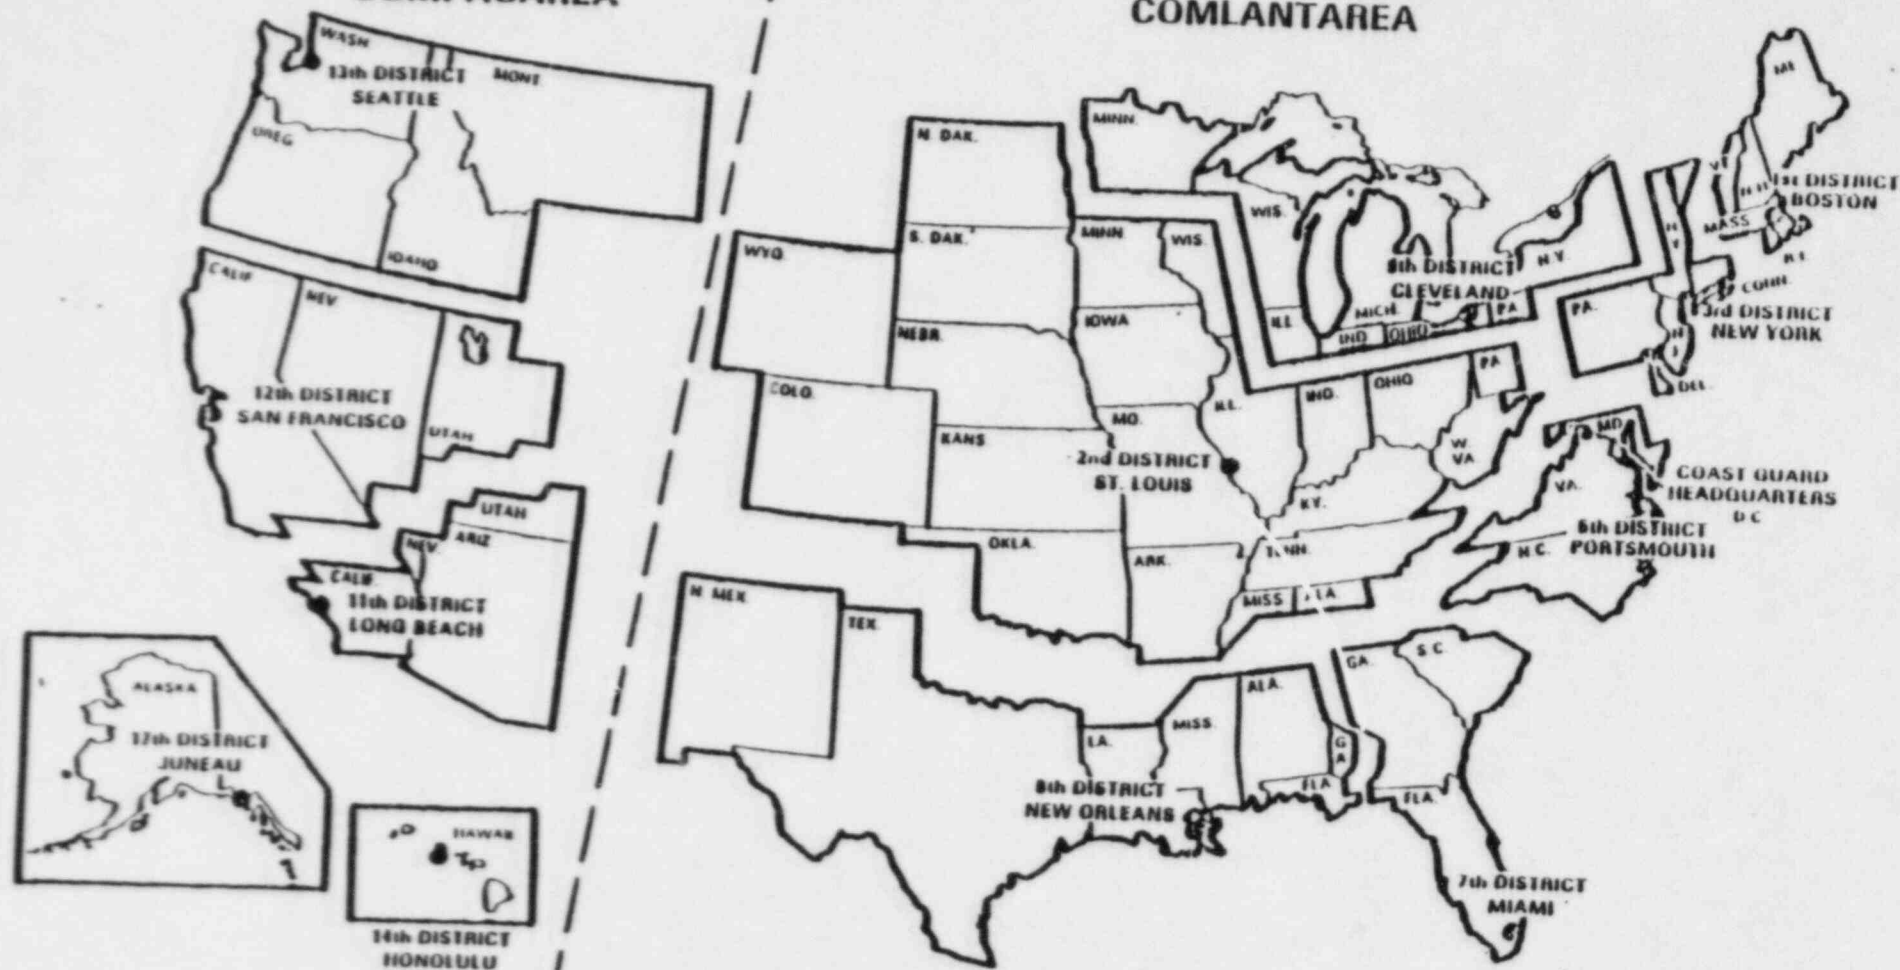 COMLANTAREA
WASH
13th DISTRICT
SEATTLE
MONT
OREG
IDAHO
CALIF
NEV
12th DISTRICT
SAN FRANCISCO
UTAH
UTAH
NEV.
ARIZ
CALIF.
11th DISTRICT
LONG BEACH
ALASKA
17th DISTRICT
JUNEAU
HAWAII
14th DISTRICT
HONOLULU
N. DAK.
S. DAK.
WYO.
NEBR.
COLO.
KANS
MINN.
MINN
WIS.
WIS.
IOWA
MO.
ILL.
2nd DISTRICT
ST. LOUIS
IND.
OHIO
PA
W
VA
KY.
TENN.
OKLA.
ARK.
MISS
ALA.
9th DISTRICT
CLEVELAND
MICH.
ILL
IND
OHIO
PA
N.Y.
1st DISTRICT
BOSTON
N.H.
MASS
R.I.
CONN.
N
Y
3rd DISTRICT
NEW YORK
PA.
N
J
DEL.
MD.
COAST GUARD
HEADQUARTERS
D C
VA.
5th DISTRICT
PORTSMOUTH
N.C.
N. MEX.
TEX.
LA.
MISS.
ALA.
G
A
FLA
8th DISTRICT
NEW ORLEANS
GA.
S.C.
FLA.
7th DISTRICT
MIAMI